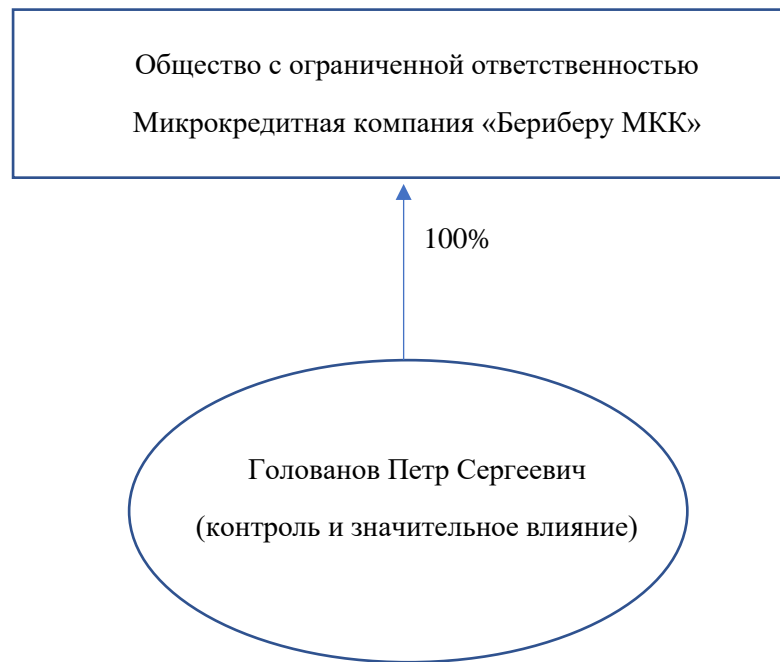 Общество с ограниченной ответственностью
Микрокредитная компания «Бериберу МКК»
100%
Голованов Петр Сергеевич
(контроль и значительное влияние)